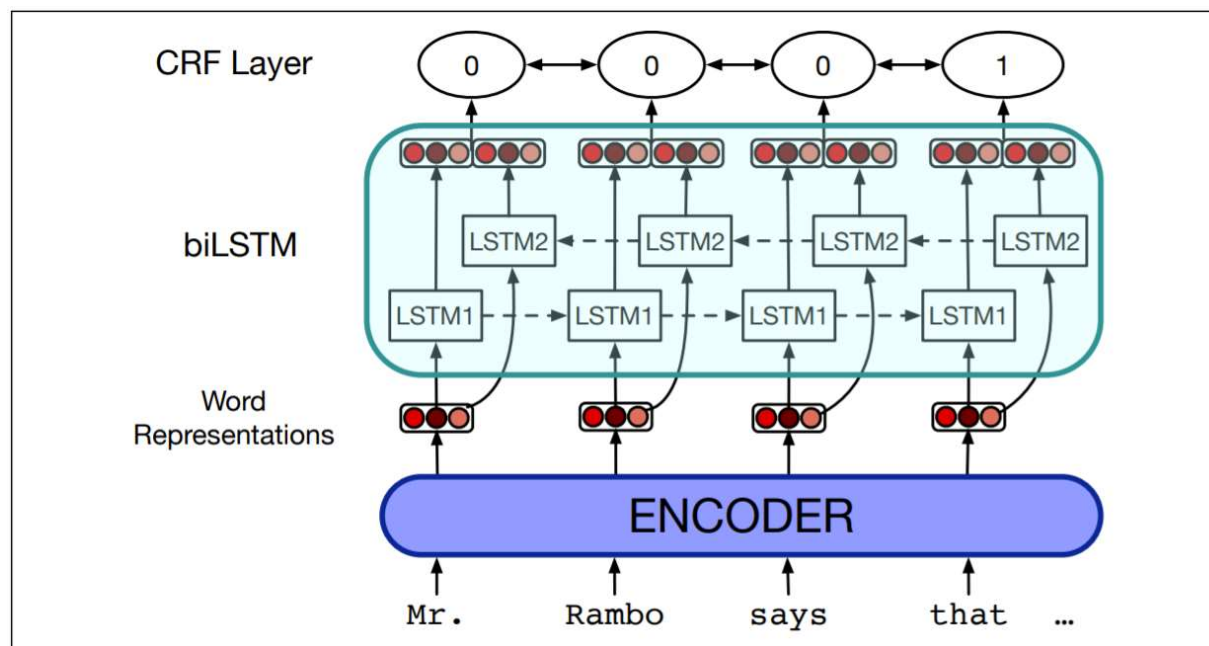 CRF Layer
0 0 0 1
biLSTM
LSTM2 LSTM2 LSTM2 LSTM2
LSTM1 LSTM1 LSTM1 LSTM1
Word
Representations
ENCODER
Mr. Rambo says that …